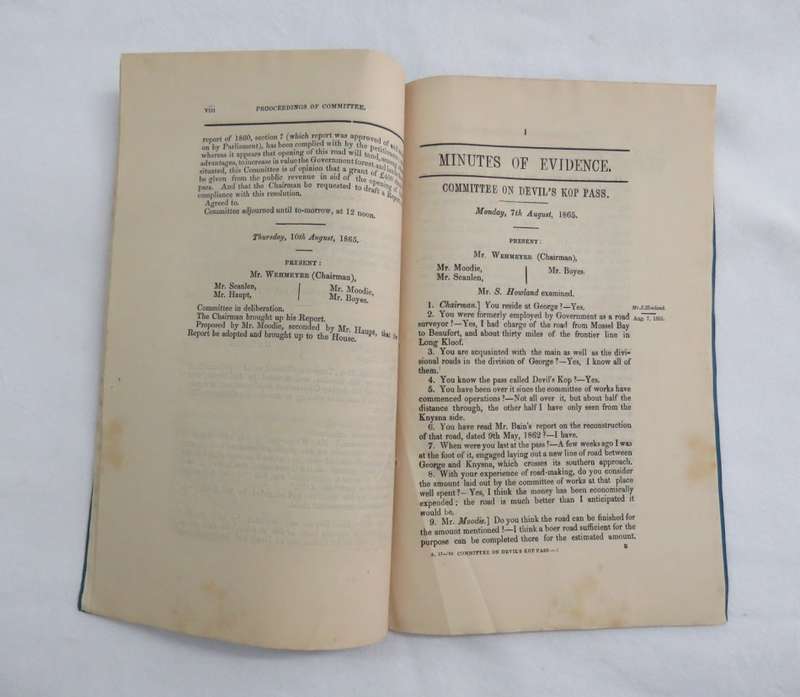 viii
PROCEEDINGS OF COMMITTEE.
report of 1860, section 7 (which report was approved of
on by Parliament), has been complied with by the
whereas it appears that opening of this road will
advantages, to increase in value the Government forest, and
situated, this Committee is of opinion that a grant of
be given from the public revenue in aid of the opening of
pass. And that the Chairman be requested to draft a
compliance with this resolution.
Agreed to.
Committee adjourned until to-morrow, at 12 noon.
Thursday, 10th August, 1865.
PRESENT :
Mr. WEHMEYER (Chairman),
Mr. Scanlen,
Mr. Haupt,
Mr. Moodie,
Mr. Boyes.
Committee in deliberation.
The Chairman brought up his Report.
Proposed by Mr. Moodie, seconded by Mr. Haupt, that
Report be adopted and brought up to the House.
1
MINUTES OF EVIDENCE.
COMMITTEE ON DEVIL'S KOP PASS.
Monday, 7th August, 1865.
PRESENT :
Mr. WEHMEYER (Chairman),
Mr. Moodie,
Mr. Scanlen,
Mr. Boyes.
Mr. S. Howland examined.
1. Chairman.] You reside at George ?—Yes.
Mr. S. Howland.
Aug. 7, 1865.
2. You were formerly employed by Government as a road
surveyor ?—Yes, I had charge of the road from Mossel Bay
to Beaufort, and about thirty miles of the frontier line in
Long Kloof.
3. You are acquainted with the main as well as the divi-
sional roads in the division of George ?—Yes, I know all of
them.
4. You know the pass called Devil's Kop ?—Yes.
5. You have been over it since the committee of works have
commenced operations ?—Not all over it, but about half the
distance through, the other half I have only seen from the
Knysna side.
6. You have read Mr. Bain's report on the reconstruction
of that road, dated 9th May, 1862 ?—I have.
7. When were you last at the pass ?—A few weeks ago I was
at the foot of it, engaged laying out a new line of road between
George and Knysna, which crosses its southern approach.
8. With your experience of road-making, do you consider
the amount laid out by the committee of works at that place
well spent ?—Yes, I think the money has been economically
expended ; the road is much better than I anticipated it
would be.
9. Mr. Moodie.] Do you think the road can be finished for
the amount mentioned ?—I think a boer road sufficient for the
purpose can be completed there for the estimated amount.
COMMITTEE ON DEVIL'S KOP PASS